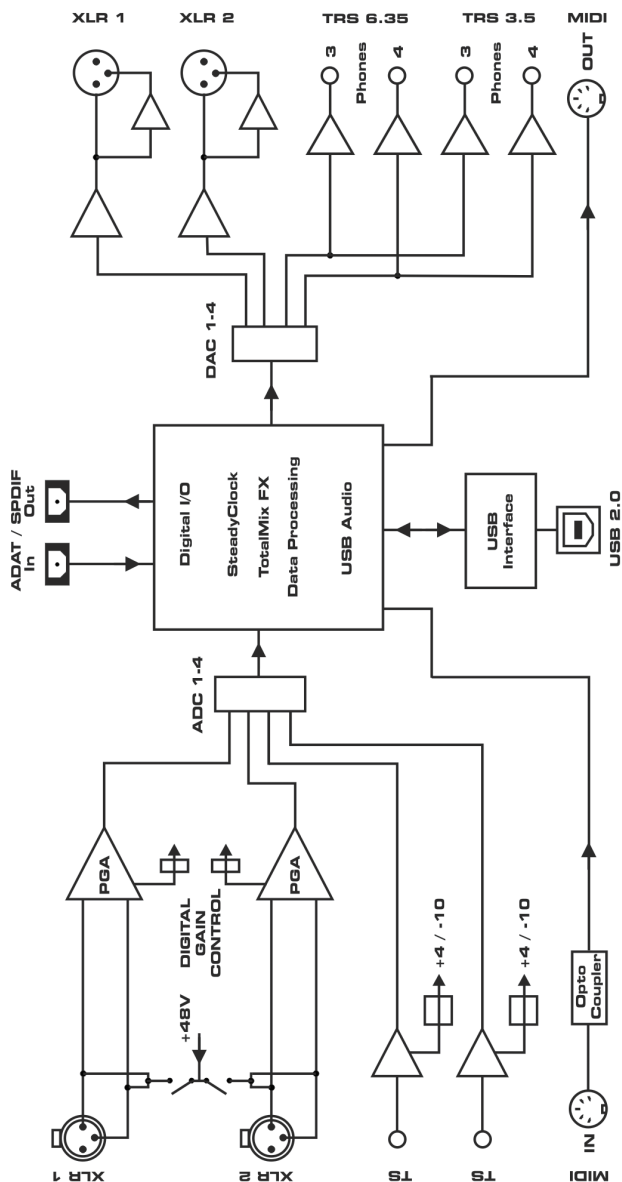 XLR 1
XLR 2
TRS 6.35
TRS 3.5
MIDI
3
Phones
4
3
Phones
4
OUT
DAC 1-4
ADAT / SPDIF
In
Out
Digital I/O
SteadyClock
TotalMix FX
Data Processing
USB Audio
USB
Interface
USB 2.0
ADC 1-4
PGA
PGA
DIGITAL
GAIN
CONTROL
+48V
+4 / -10
+4 / -10
Opto
Coupler
IN
XLR 1
XLR 2
TS
TS
MIDI